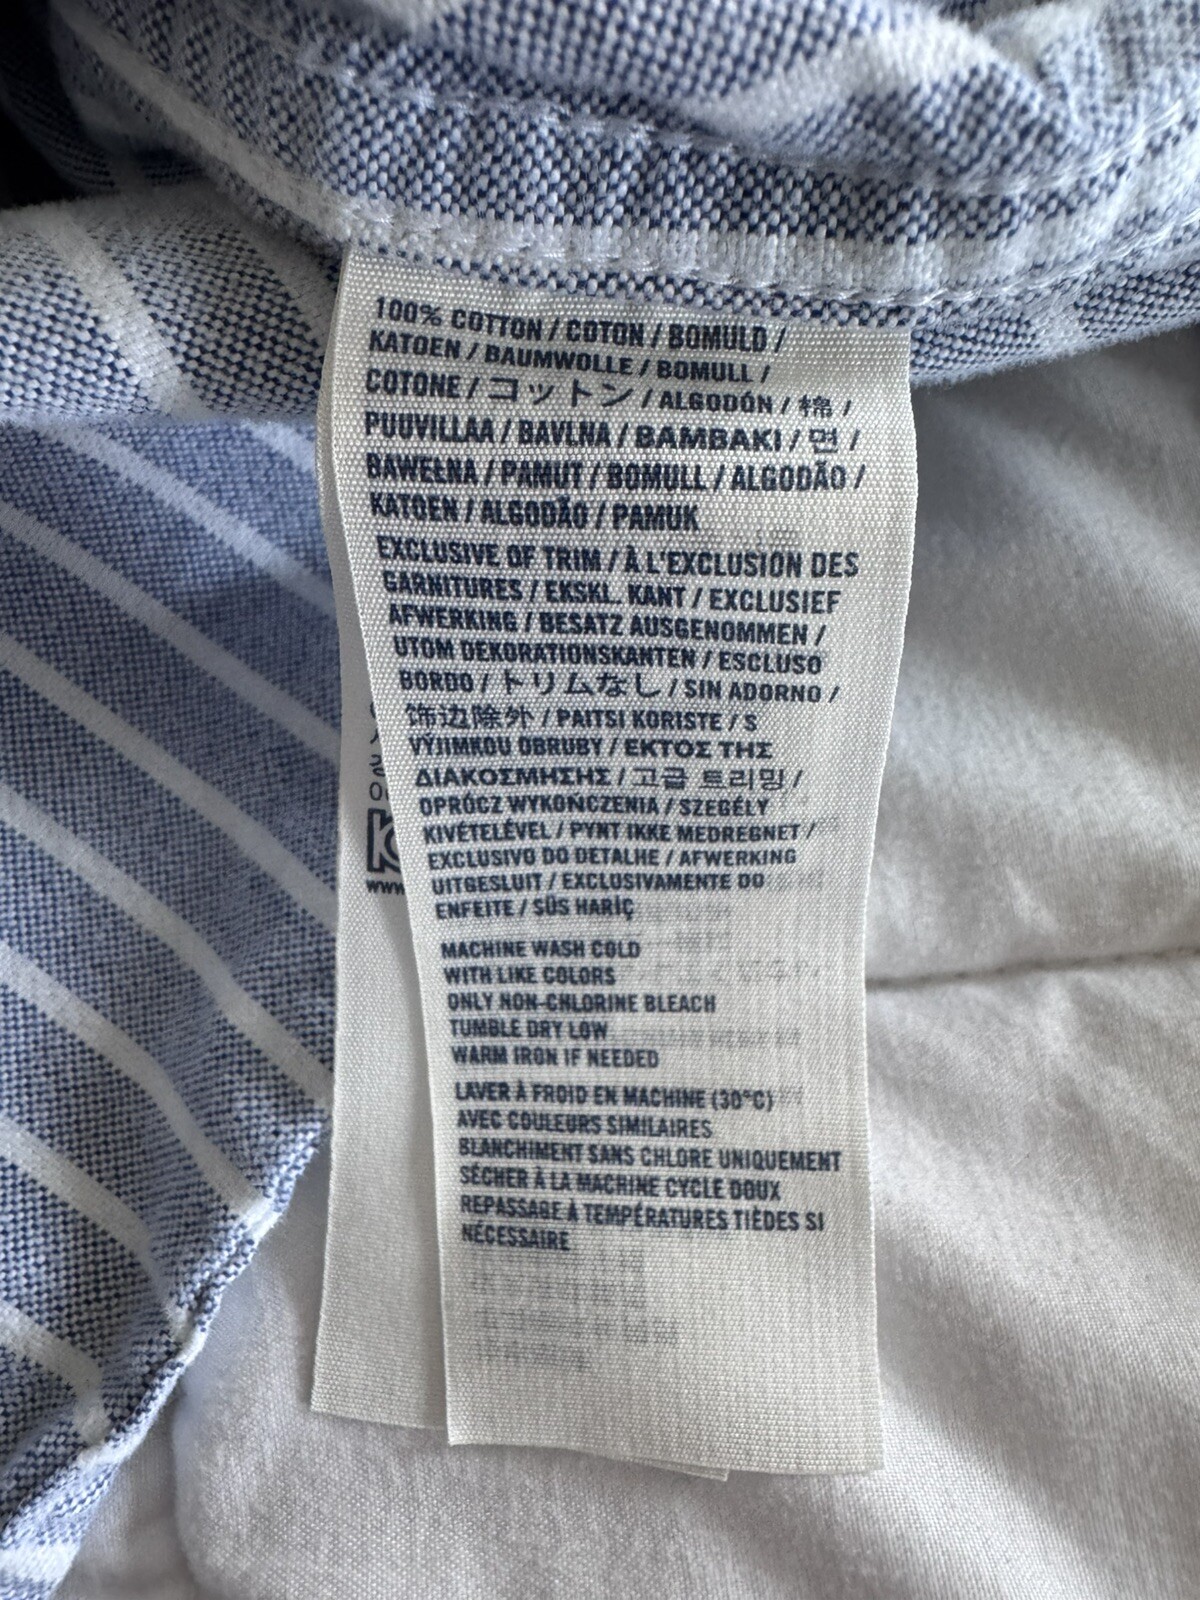 100% COTTON / COTON / BOMULD /
KATOEN / BAUMWOLLE / BOMULL /
COTONE / コットン / ALGODÓN / 棉 /
PUUVILLAA / BAVLNA / BAMBAKI / 면 /
BAWEŁNA / PAMUT / BOMULL / ALGODÃO /
KATOEN / ALGODÃO / PAMUK
EXCLUSIVE OF TRIM / À L'EXCLUSION DES
GARNITURES / EKSKL. KANT / EXCLUSIEF
AFWERKING / BESATZ AUSGENOMMEN /
UTOM DEKORATIONSKANTEN / ESCLUSO
BORDO / トリムなし / SIN ADORNO /
饰边除外 / PAITSI KORISTE / S
VÝJIMKOU OBRUBY / ΕΚΤΟΣ ΤΗΣ
ΔΙΑΚΟΣΜΗΣΗΣ / 고급 트리밍 /
OPRÓCZ WYKOŃCZENIA / SZEGÉLY
KIVÉTELÉVEL / PYNT IKKE MEDREGNET /
EXCLUSIVO DO DETALHE / AFWERKING
UITGESLUIT / EXCLUSIVAMENTE DO
ENFEITE / SÜS HARİÇ
MACHINE WASH COLD
WITH LIKE COLORS
ONLY NON-CHLORINE BLEACH
TUMBLE DRY LOW
WARM IRON IF NEEDED
LAVER À FROID EN MACHINE (30°C)
AVEC COULEURS SIMILAIRES
BLANCHIMENT SANS CHLORE UNIQUEMENT
SÉCHER À LA MACHINE CYCLE DOUX
REPASSAGE À TEMPÉRATURES TIÈDES SI
NÉCESSAIRE
www